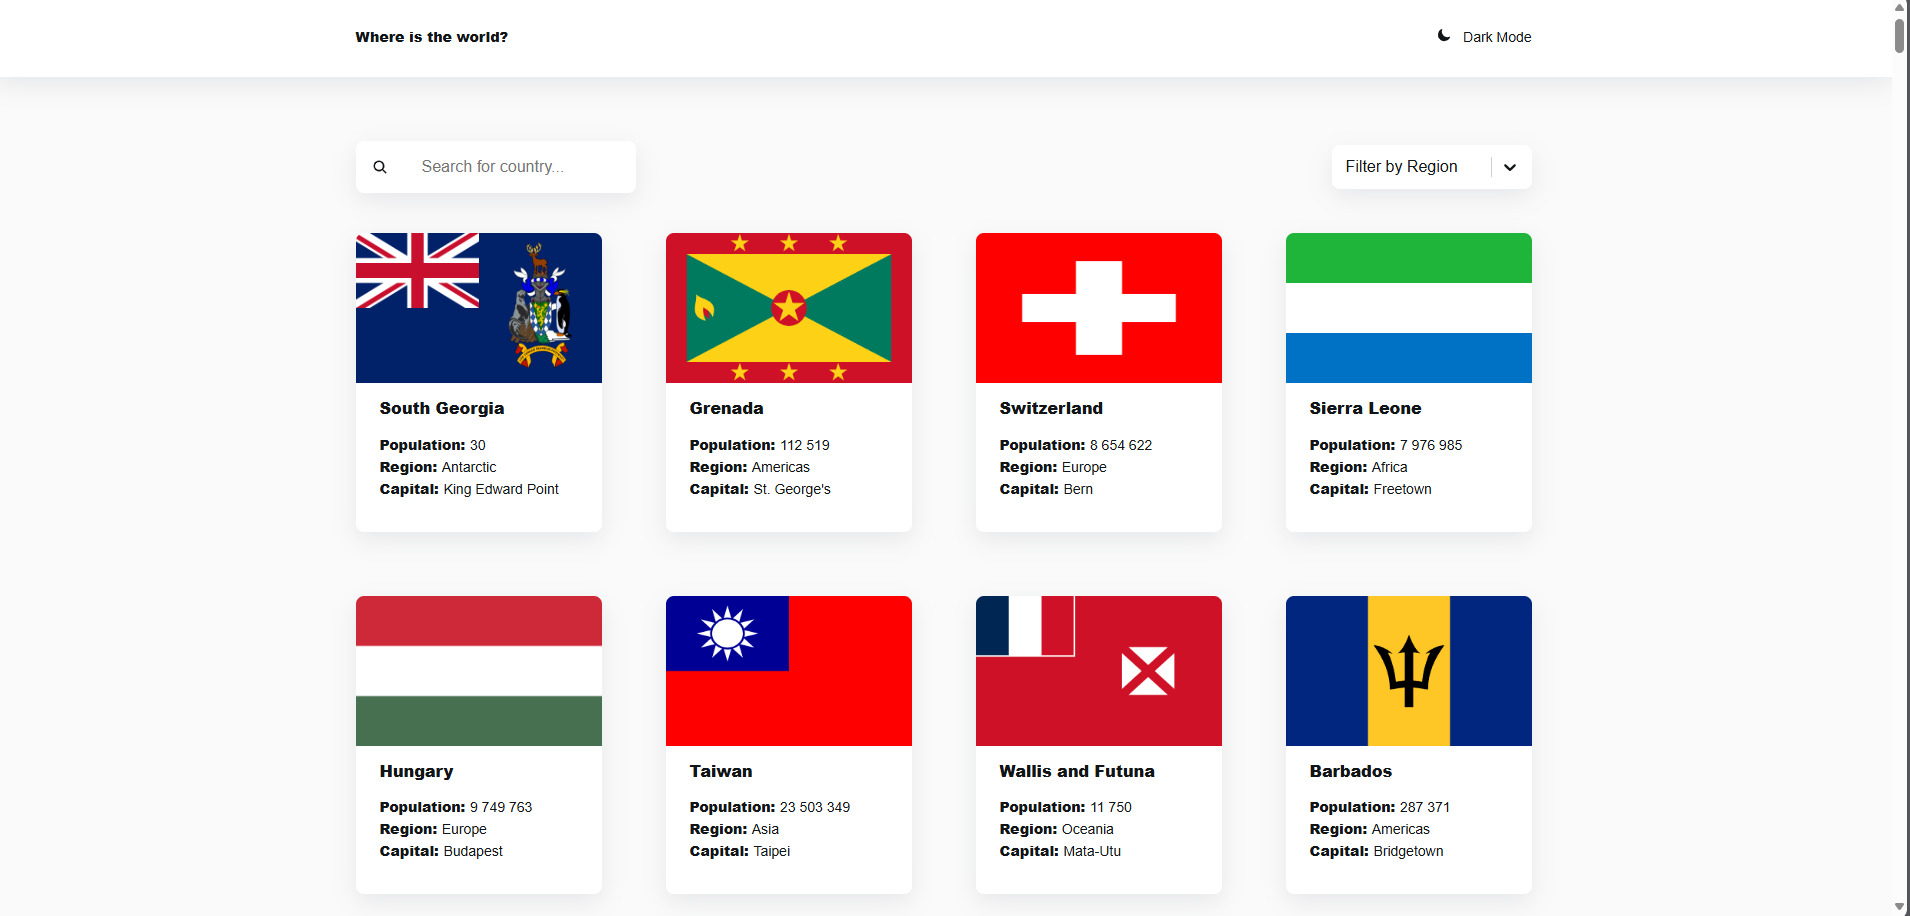 Where is the world?
Dark Mode
Search for country...
Filter by Region
South Georgia
Population: 30
Region: Antarctic
Capital: King Edward Point
Grenada
Population: 112 519
Region: Americas
Capital: St. George's
Switzerland
Population: 8 654 622
Region: Europe
Capital: Bern
Sierra Leone
Population: 7 976 985
Region: Africa
Capital: Freetown
Hungary
Population: 9 749 763
Region: Europe
Capital: Budapest
Taiwan
Population: 23 503 349
Region: Asia
Capital: Taipei
Wallis and Futuna
Population: 11 750
Region: Oceania
Capital: Mata-Utu
Barbados
Population: 287 371
Region: Americas
Capital: Bridgetown